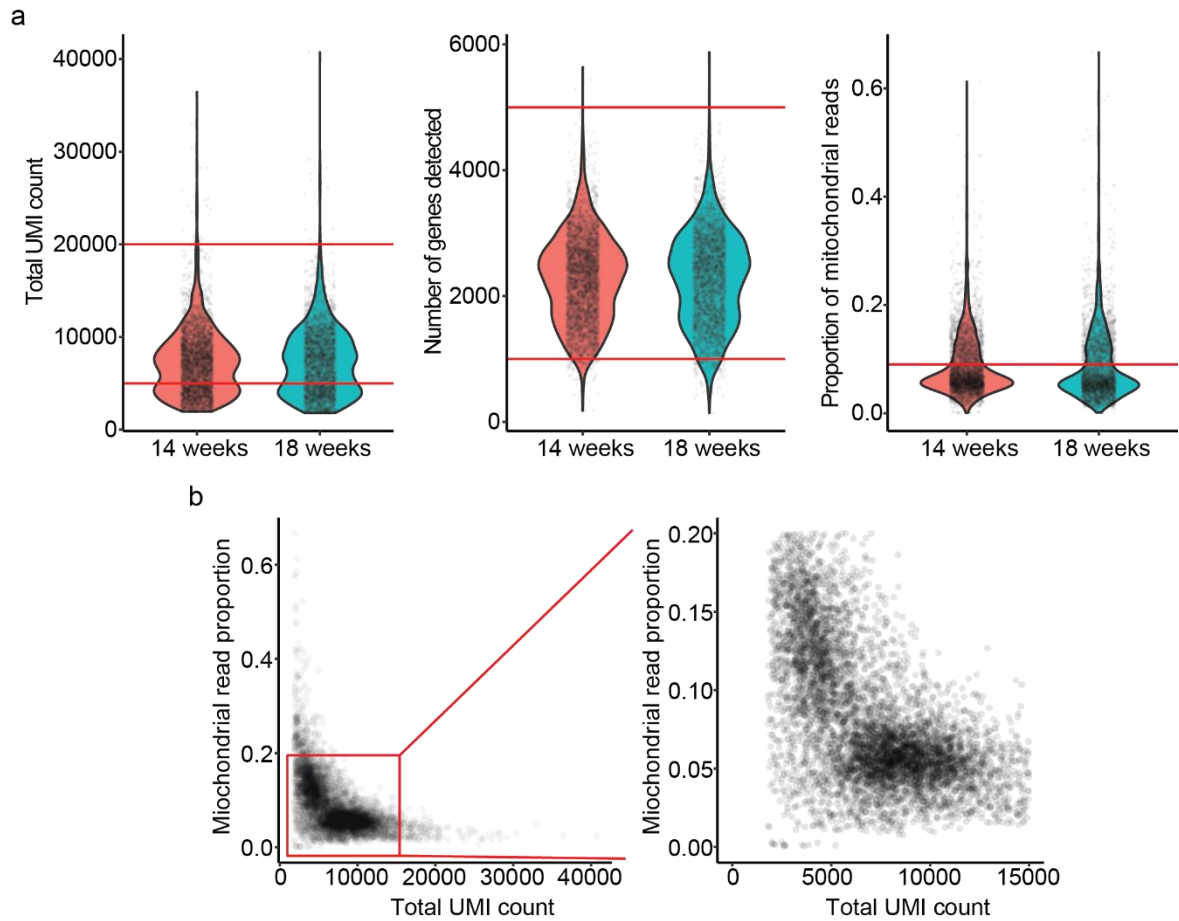 a
Total UMI count
40000
30000
20000
10000
0
14 weeks 18 weeks
Number of genes detected
6000
4000
2000
0
14 weeks 18 weeks
Proportion of mitochondrial reads
0.6
0.4
0.2
0.0
14 weeks 18 weeks
b
Miochondrial read proportion
0.6
0.4
0.2
0.0
0 10000 20000 30000 40000
Total UMI count
Miochondrial read proportion
0.20
0.15
0.10
0.05
0.00
0 5000 10000 15000
Total UMI count